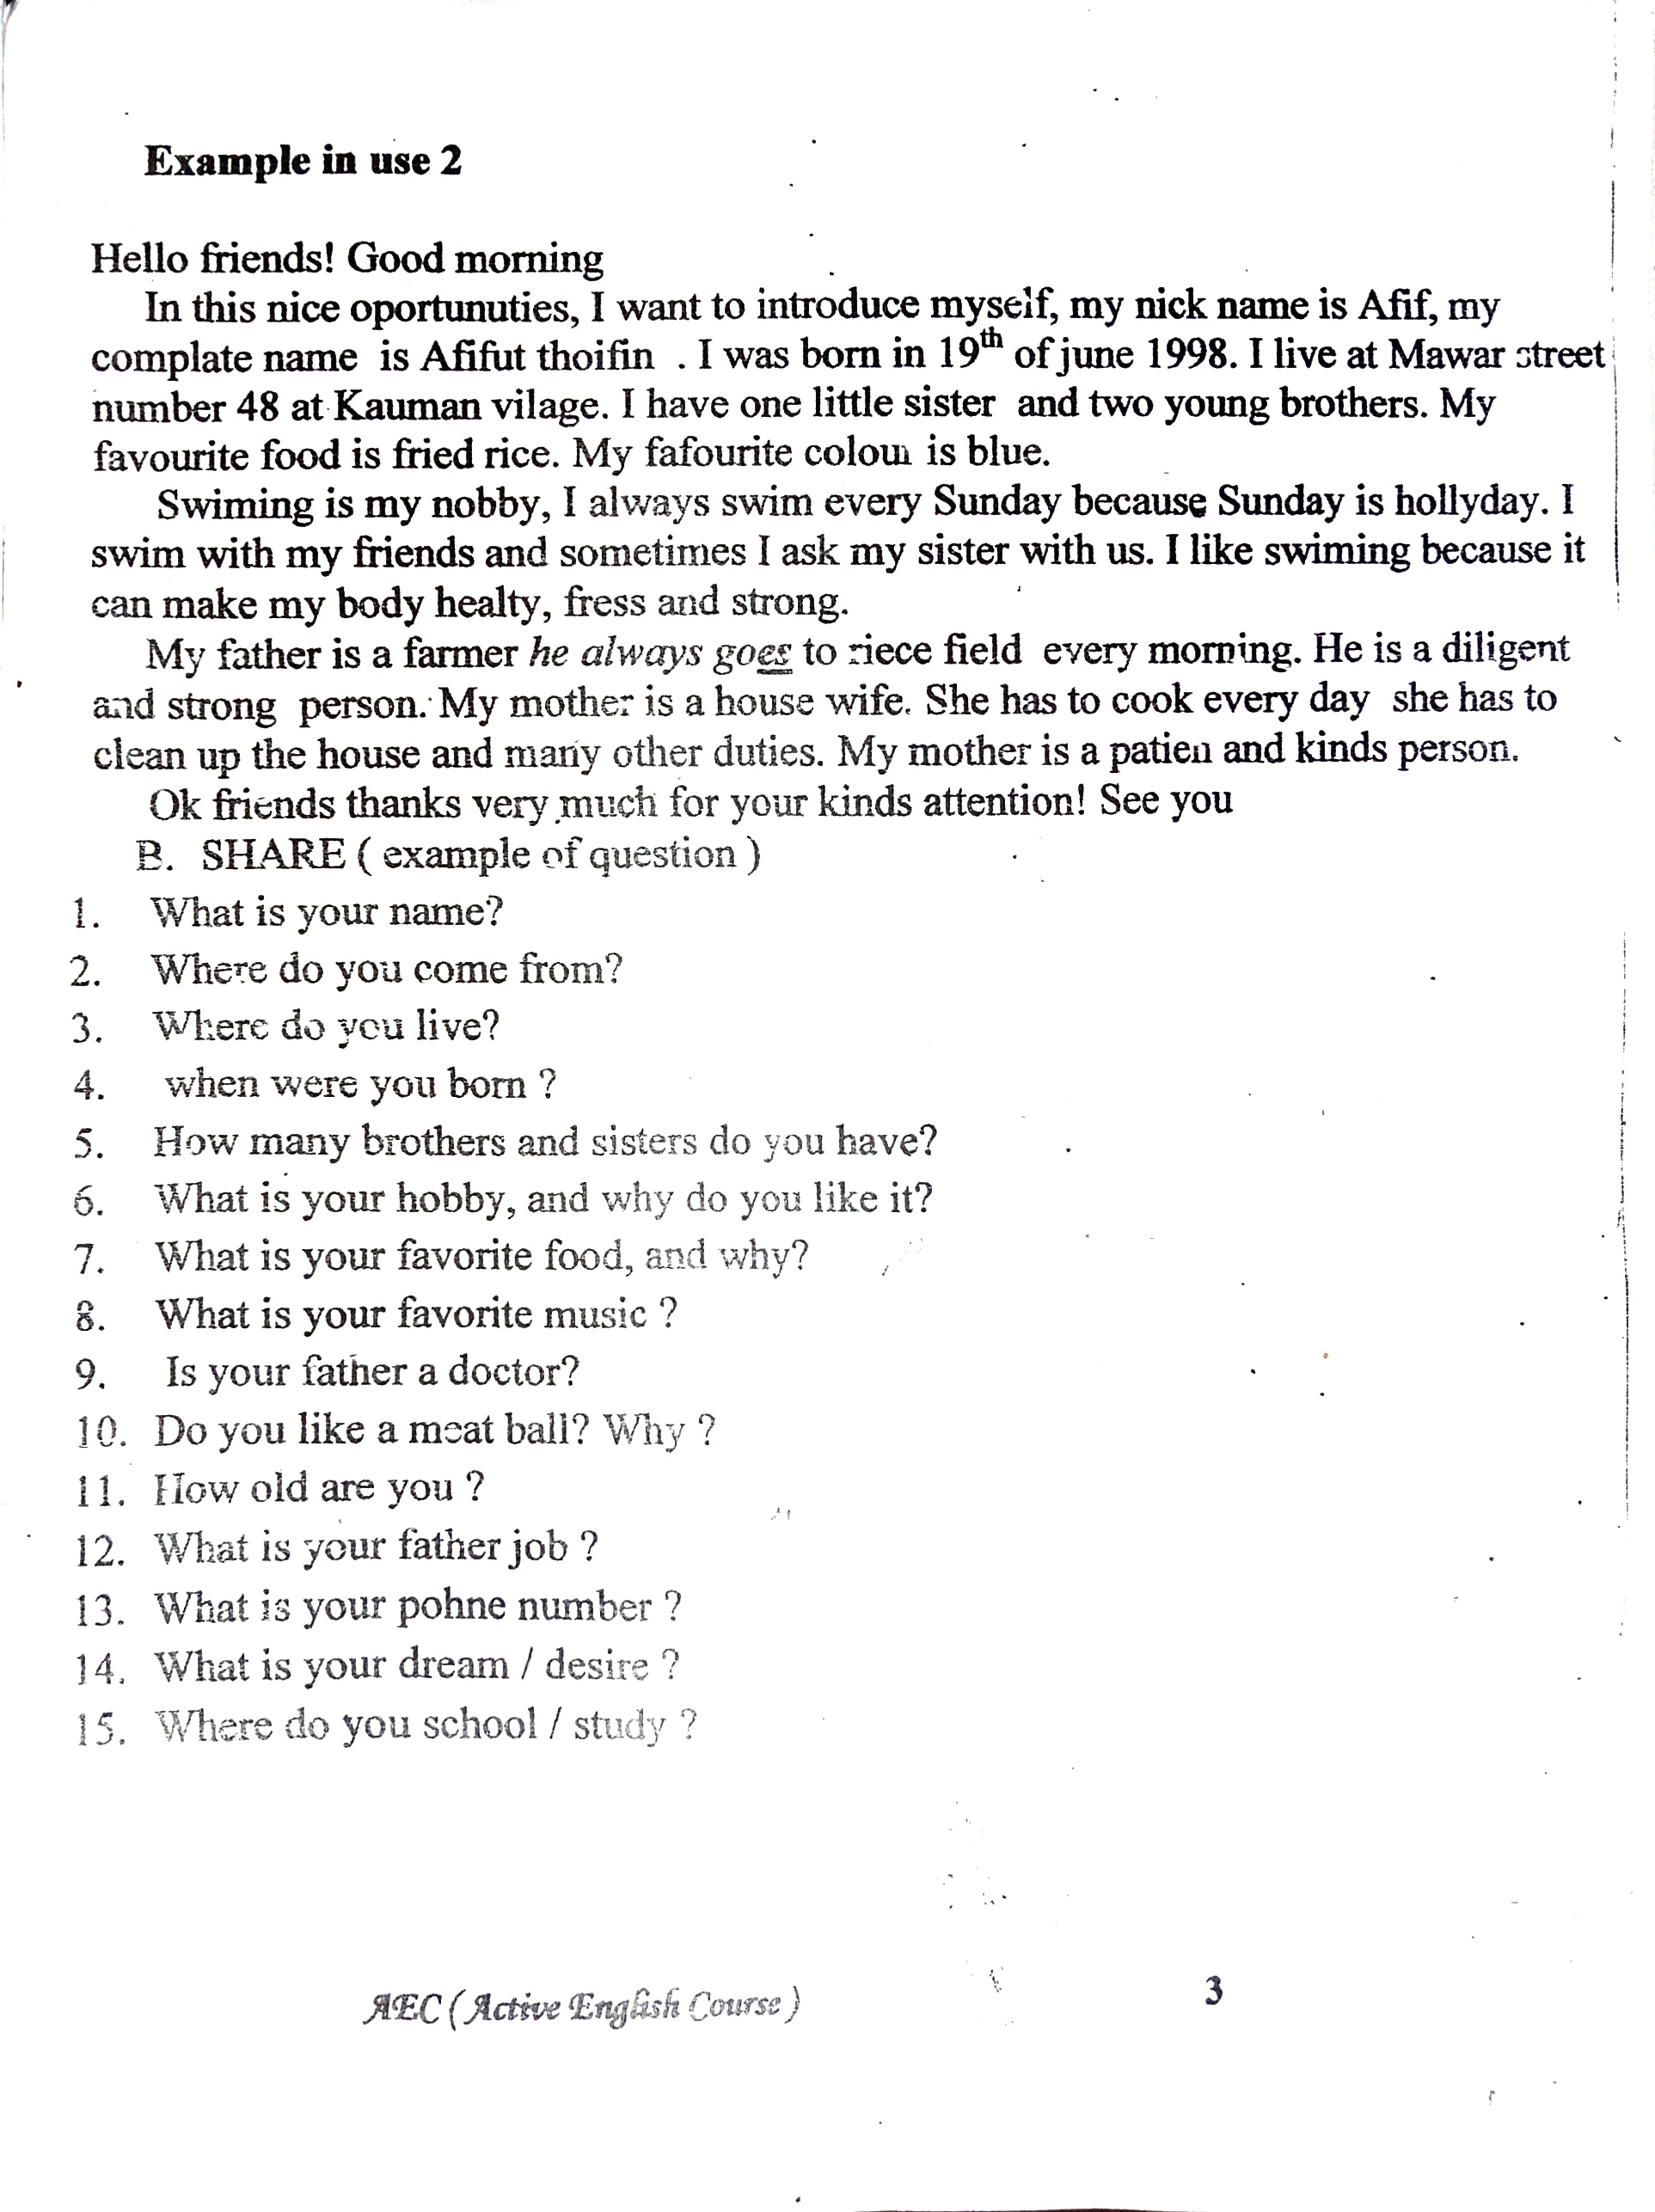 Example in use 2
Hello friends! Good morning
In this nice oportunuties, I want to introduce myself, my nick name is Afif, my
complate name is Afifut thoifin . I was born in 19th of june 1998. I live at Mawar street
number 48 at Kauman vilage. I have one little sister and two young brothers. My
favourite food is fried rice. My fafourite colour is blue.
Swiming is my nobby, I always swim every Sunday because Sunday is hollyday. I
swim with my friends and sometimes I ask my sister with us. I like swiming because it
can make my body healty, fress and strong.
My father is a farmer he always goes to riece field every morning. He is a diligent
and strong person. My mother is a house wife. She has to cook every day she has to
clean up the house and many other duties. My mother is a patien and kinds person.
Ok friends thanks very much for your kinds attention! See you
B. SHARE ( example of question )
1. What is your name?
2. Where do you come from?
3. Where do you live?
4. when were you born ?
5. How many brothers and sisters do you have?
6. What is your hobby, and why do you like it?
7. What is your favorite food, and why?
8. What is your favorite music ?
9. Is your father a doctor?
10. Do you like a meat ball? Why ?
11. How old are you ?
12. What is your father job ?
13. What is your pohne number ?
14. What is your dream / desire ?
15. Where do you school / study ?
AEC ( Active English Course )
3